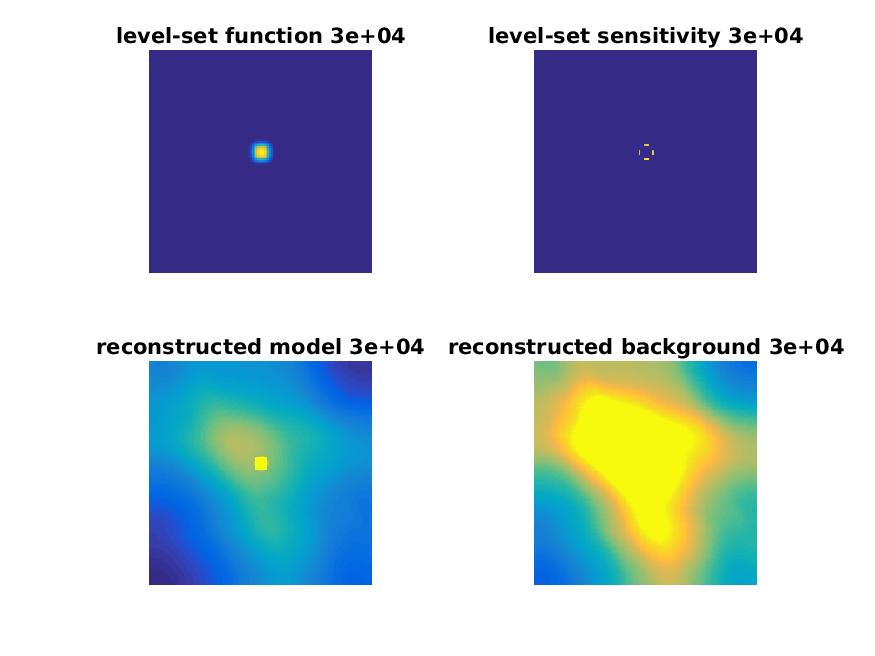 level-set function 3e+04
level-set sensitivity 3e+04
reconstructed model 3e+04
reconstructed background 3e+04